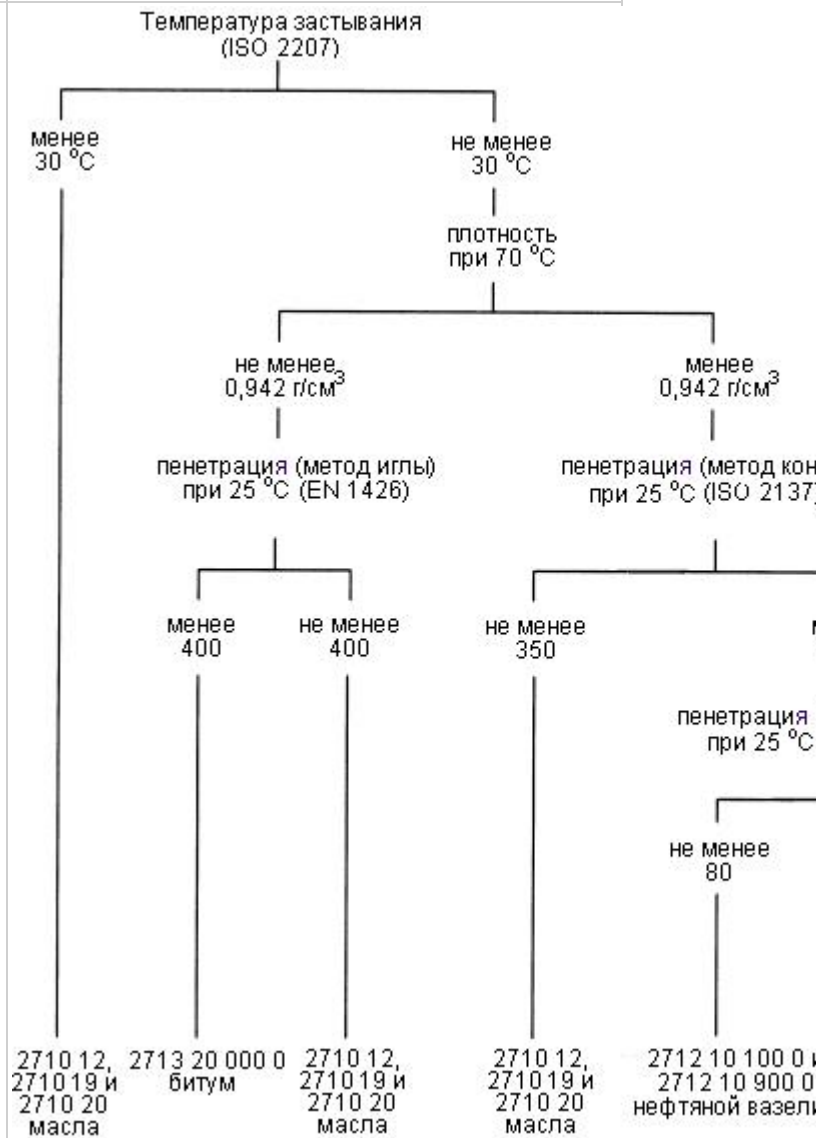 Температура застывания
(ISO 2207)
менее
30 °C
не менее
30 °C
плотность
при 70 °C
не менее
0,942 г/см³
менее
0,942 г/см³
пенетрация (метод иглы)
при 25 °C (EN 1426)
пенетрация (метод кон
при 25 °C (ISO 2137)
менее
400
не менее
400
не менее
350
пенетрация
при 25 °C
не менее
80
2710 12,
2710 19 и
2710 20
масла
2713 20 000 0
битум
2710 12,
2710 19 и
2710 20
масла
2710 12,
2710 19 и
2710 20
масла
2712 10 100 0 и
2712 10 900 0
нефтяной вазели